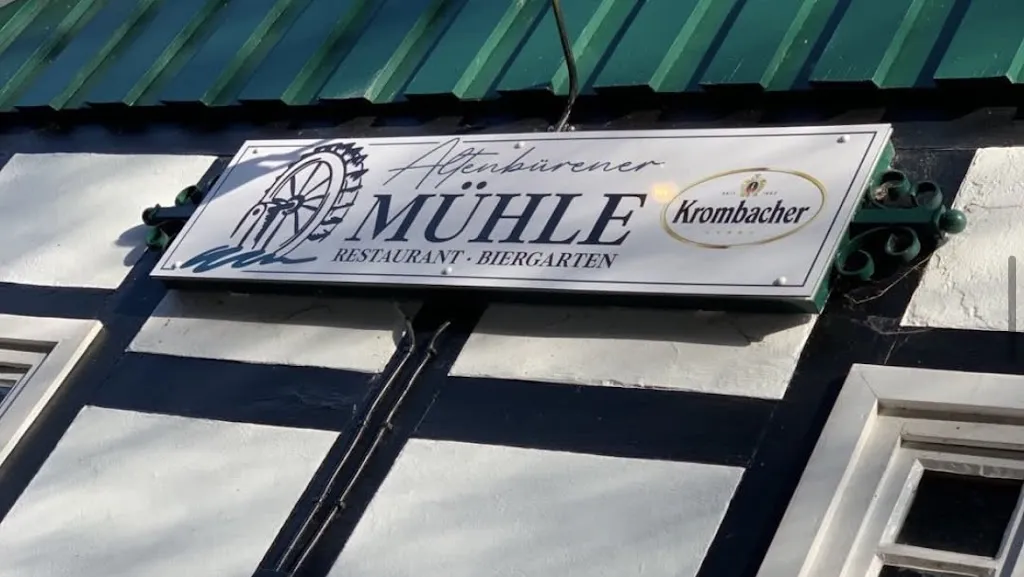 Altenbürener
MÜHLE
RESTAURANT · BIERGARTEN
Krombacher